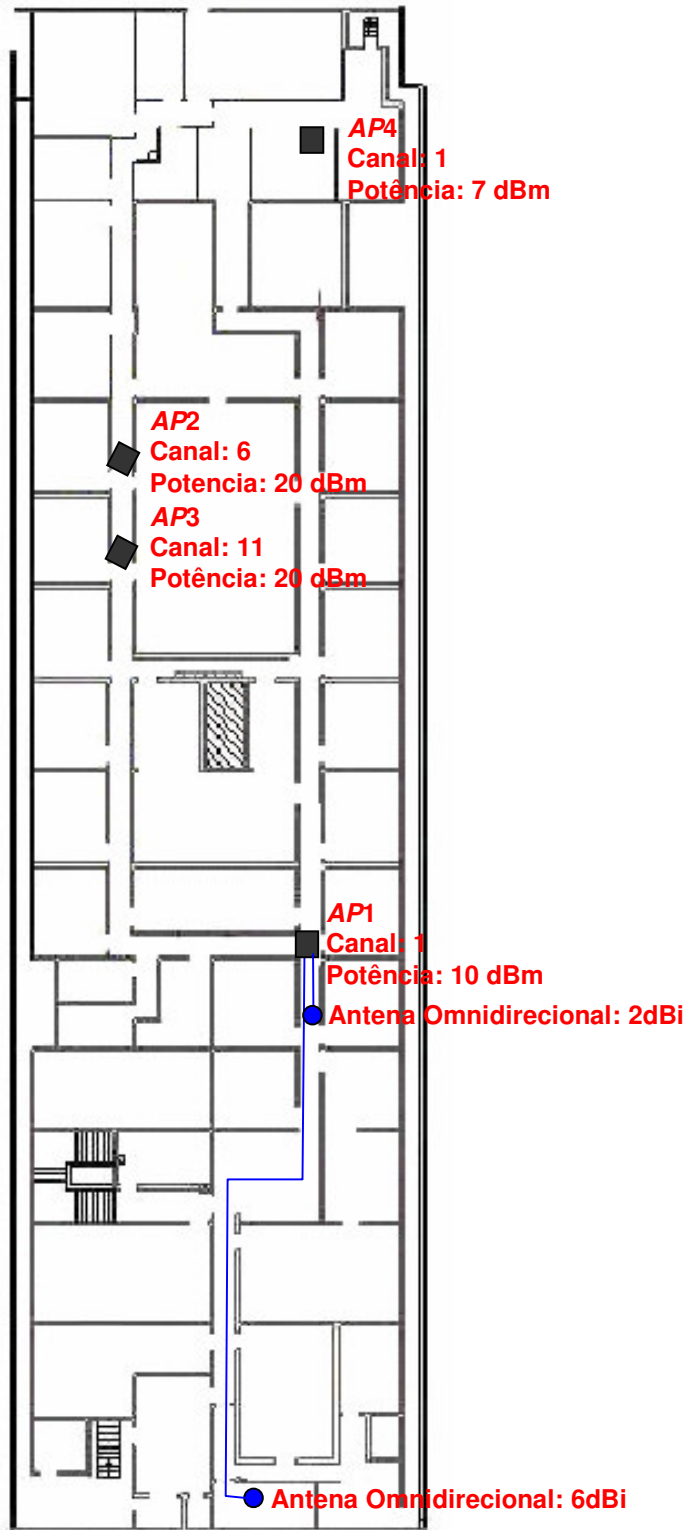 AP4
Canal: 1
Potência: 7 dBm
AP2
Canal: 6
Potencia: 20 dBm
AP3
Canal: 11
Potência: 20 dBm
AP1
Canal: 1
Potência: 10 dBm
Antena Omnidirecional: 2dBi
Antena Omnidirecional: 6dBi